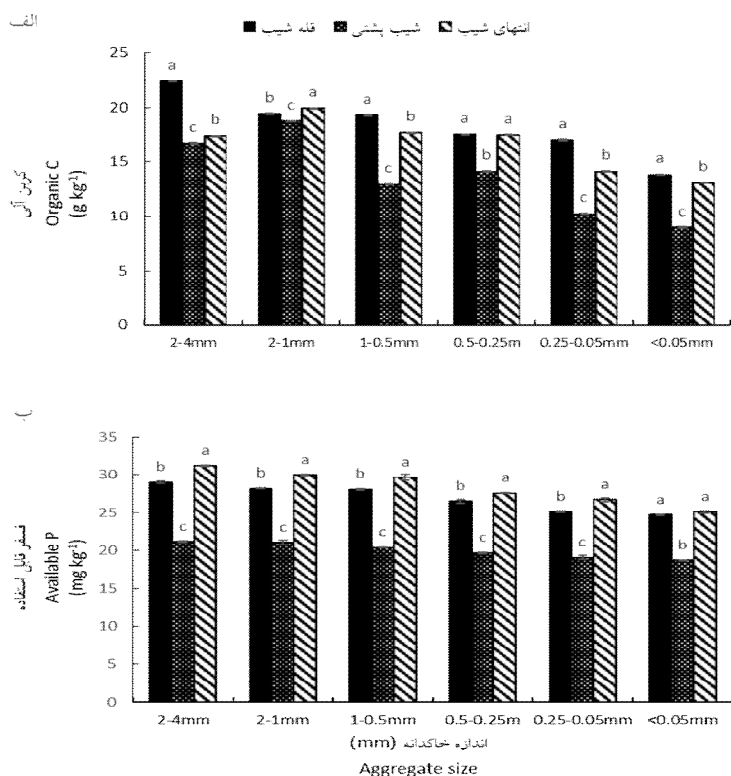 الف
قله شیب شیب پشتی انتهای شیب
25
20
15
10
5
0
کربن آلی
Organic C
(g kg-1)
a c b
b c a
a c b
a b a
a c b
a c b
2-4mm 2-1mm 1-0.5mm 0.5-0.25m 0.25-0.05mm <0.05mm
35
30
25
20
15
10
5
0
فسفر قابل استفاده
Available P
(mg kg-1)
b c a
b c a
b c a
b c a
b c a
a b a
2-4mm 2-1mm 1-0.5mm 0.5-0.25m 0.25-0.05mm <0.05mm
اندازه خاکدانه (mm)
Aggregate size